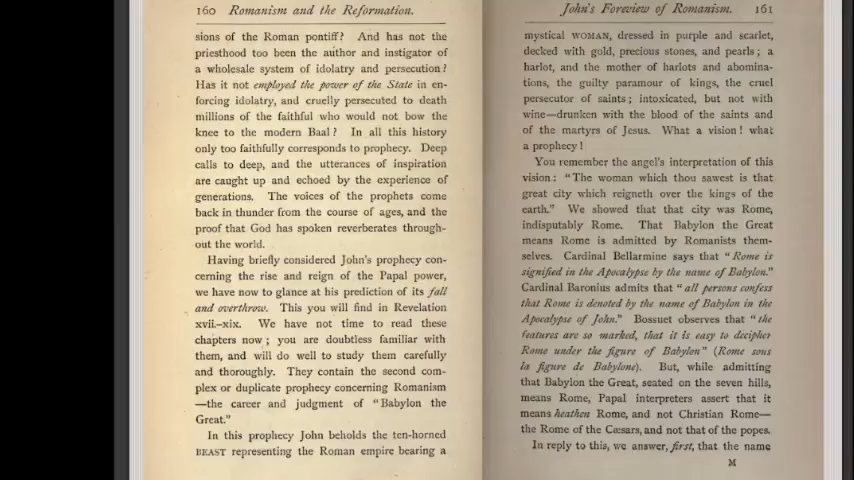 160 Romanism and the Reformation.
sions of the Roman pontiff? And has not the
priesthood too been the author and instigator of
a wholesale system of idolatry and persecution?
Has it not employed the power of the State in en-
forcing idolatry, and cruelly persecuted to death
millions of the faithful who would not bow the
knee to the modern Baal? In all this history
only too faithfully corresponds to prophecy. Deep
calls to deep, and the utterances of inspiration
are caught up and echoed by the experience of
generations. The voices of the prophets come
back in thunder from the course of ages, and the
proof that God has spoken reverberates through-
out the world.
Having briefly considered John's prophecy con-
cerning the rise and reign of the Papal power,
we have now to glance at his prediction of its fall
and overthrow. This you will find in Revelation
xvii.–xix. We have not time to read these
chapters now; you are doubtless familiar with
them, and will do well to study them carefully
and thoroughly. They contain the second com-
plex or duplicate prophecy concerning Romanism
—the career and judgment of "Babylon the
Great."
In this prophecy John beholds the ten-horned
BEAST representing the Roman empire bearing a
John's Foreview of Romanism. 161
mystical WOMAN, dressed in purple and scarlet,
decked with gold, precious stones, and pearls; a
harlot, and the mother of harlots and abomina-
tions, the guilty paramour of kings, the cruel
persecutor of saints; intoxicated, but not with
wine—drunken with the blood of the saints and
of the martyrs of Jesus. What a vision! what
a prophecy!
You remember the angel's interpretation of this
vision: "The woman which thou sawest is that
great city which reigneth over the kings of the
earth." We showed that that city was Rome,
indisputably Rome. That Babylon the Great
means Rome is admitted by Romanists them-
selves. Cardinal Bellarmine says that "Rome is
signified in the Apocalypse by the name of Babylon."
Cardinal Baronius admits that "all persons confess
that Rome is denoted by the name of Babylon in the
Apocalypse of John." Bossuet observes that "the
features are so marked, that it is easy to decipher
Rome under the figure of Babylon" (Rome sous
la figure de Babylone). But, while admitting
that Babylon the Great, seated on the seven hills,
means Rome, Papal interpreters assert that it
means heathen Rome, and not Christian Rome—
the Rome of the Cæsars, and not that of the popes.
In reply to this, we answer, first, that the name
M